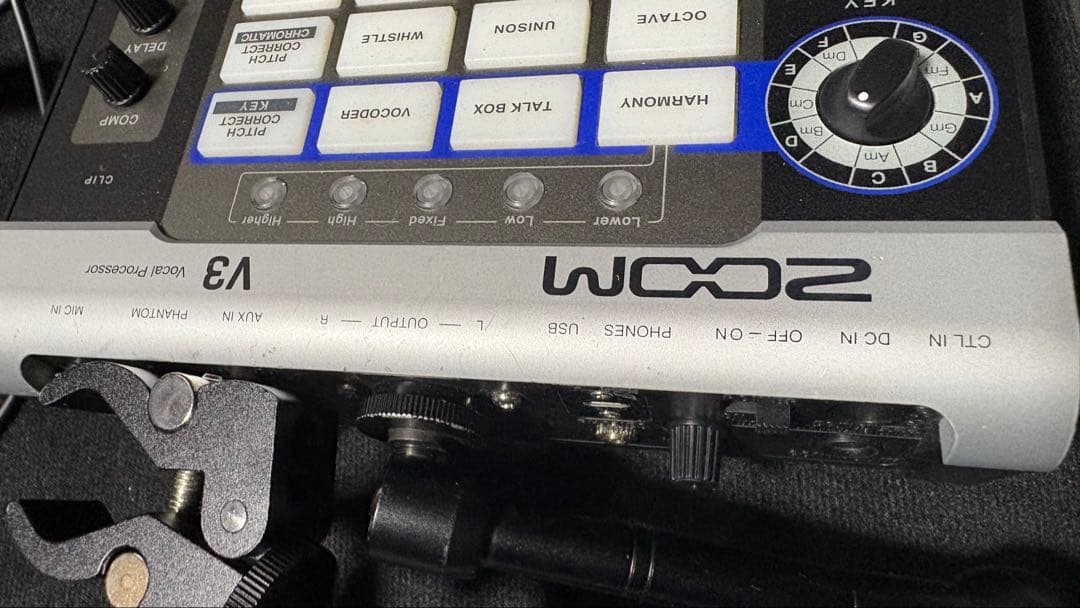 CTL IN
DC IN
OFF — ON
PHONES
USB
L — OUTPUT — R
AUX IN
PHANTOM
MIC IN
ZOOM
V3 Vocal Processor
Lower — Low — Fixed — High — Higher
CLIP
HARMONY
TALK BOX
VOCODER
PITCH
CORRECT
KEY
COMP
C
Am
B
Gm
A
Fm
G
D
Bm
E
Cm
F
Dm
KEY
OCTAVE
UNISON
WHISTLE
PITCH
CORRECT
CHROMATIC
DELAY